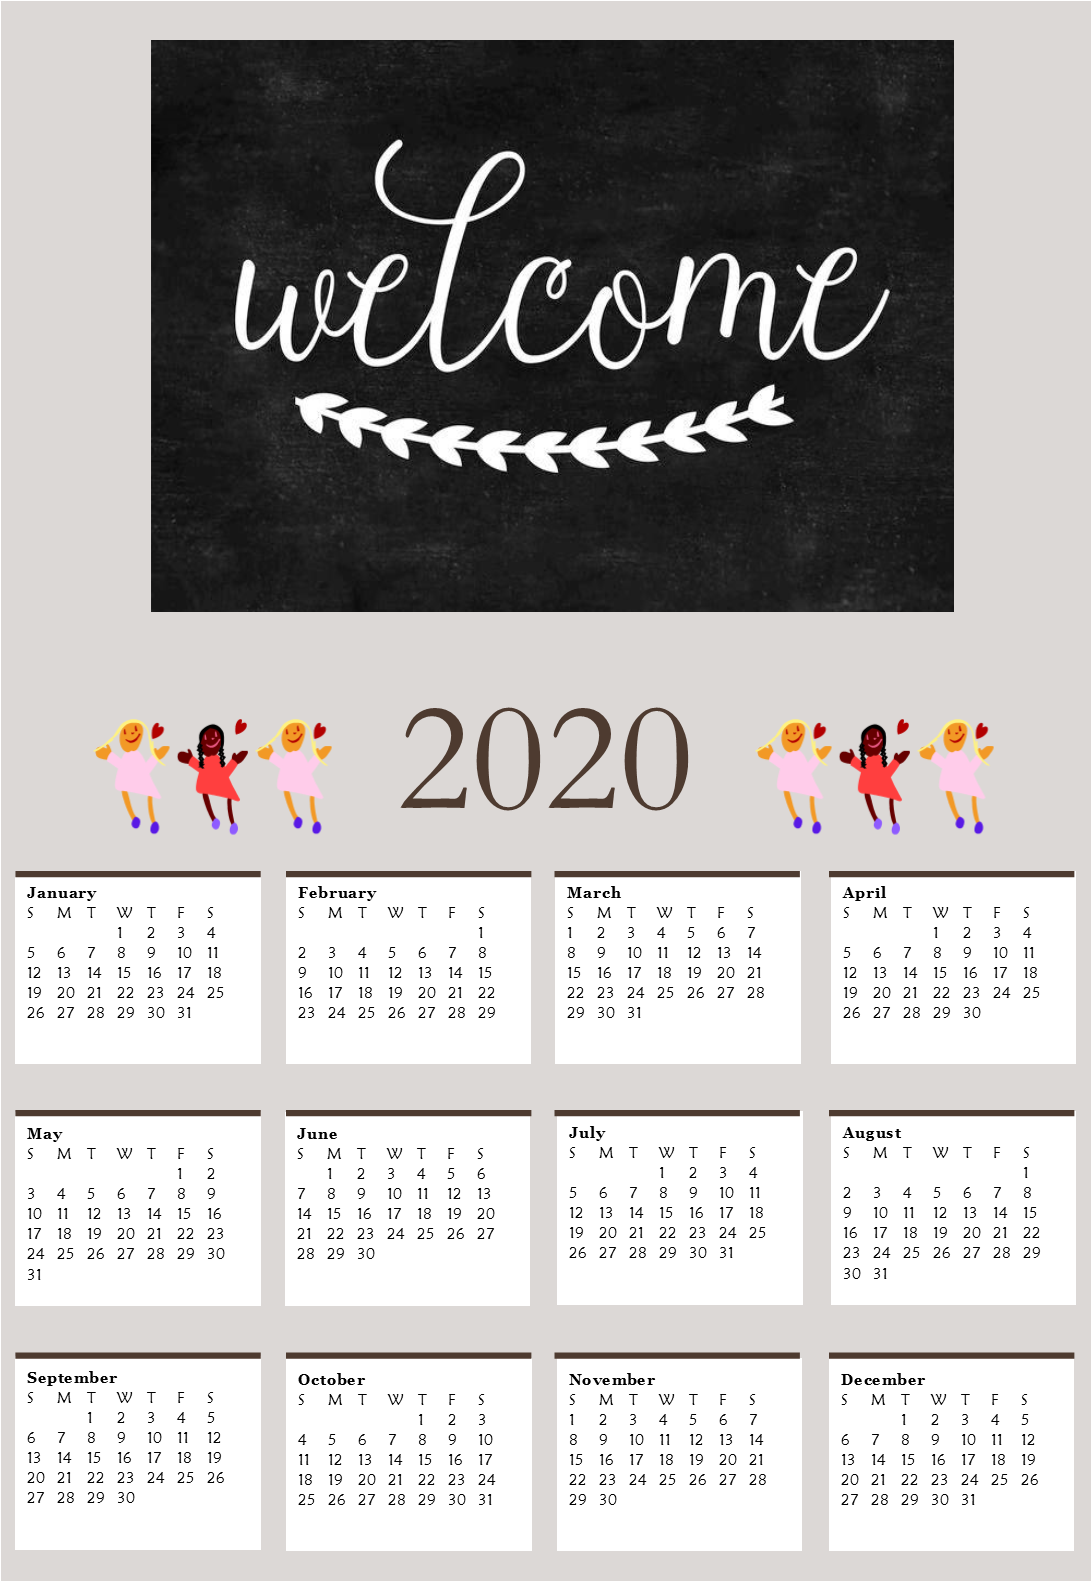 welcome
2020
January
S M T W T F S
1 2 3 4
5 6 7 8 9 10 11
12 13 14 15 16 17 18
19 20 21 22 23 24 25
26 27 28 29 30 31
February
S M T W T F S
1
2 3 4 5 6 7 8
9 10 11 12 13 14 15
16 17 18 19 20 21 22
23 24 25 26 27 28 29
March
S M T W T F S
1 2 3 4 5 6 7
8 9 10 11 12 13 14
15 16 17 18 19 20 21
22 23 24 25 26 27 28
29 30 31
April
S M T W T F S
1 2 3 4
5 6 7 8 9 10 11
12 13 14 15 16 17 18
19 20 21 22 23 24 25
26 27 28 29 30
May
S M T W T F S
1 2
3 4 5 6 7 8 9
10 11 12 13 14 15 16
17 18 19 20 21 22 23
24 25 26 27 28 29 30
31
June
S M T W T F S
1 2 3 4 5 6
7 8 9 10 11 12 13
14 15 16 17 18 19 20
21 22 23 24 25 26 27
28 29 30
July
S M T W T F S
1 2 3 4
5 6 7 8 9 10 11
12 13 14 15 16 17 18
19 20 21 22 23 24 25
26 27 28 29 30 31
August
S M T W T F S
1
2 3 4 5 6 7 8
9 10 11 12 13 14 15
16 17 18 19 20 21 22
23 24 25 26 27 28 29
30 31
September
S M T W T F S
1 2 3 4 5
6 7 8 9 10 11 12
13 14 15 16 17 18 19
20 21 22 23 24 25 26
27 28 29 30
October
S M T W T F S
1 2 3
4 5 6 7 8 9 10
11 12 13 14 15 16 17
18 19 20 21 22 23 24
25 26 27 28 29 30 31
November
S M T W T F S
1 2 3 4 5 6 7
8 9 10 11 12 13 14
15 16 17 18 19 20 21
22 23 24 25 26 27 28
29 30
December
S M T W T F S
1 2 3 4 5
6 7 8 9 10 11 12
13 14 15 16 17 18 19
20 21 22 23 24 25 26
27 28 29 30 31